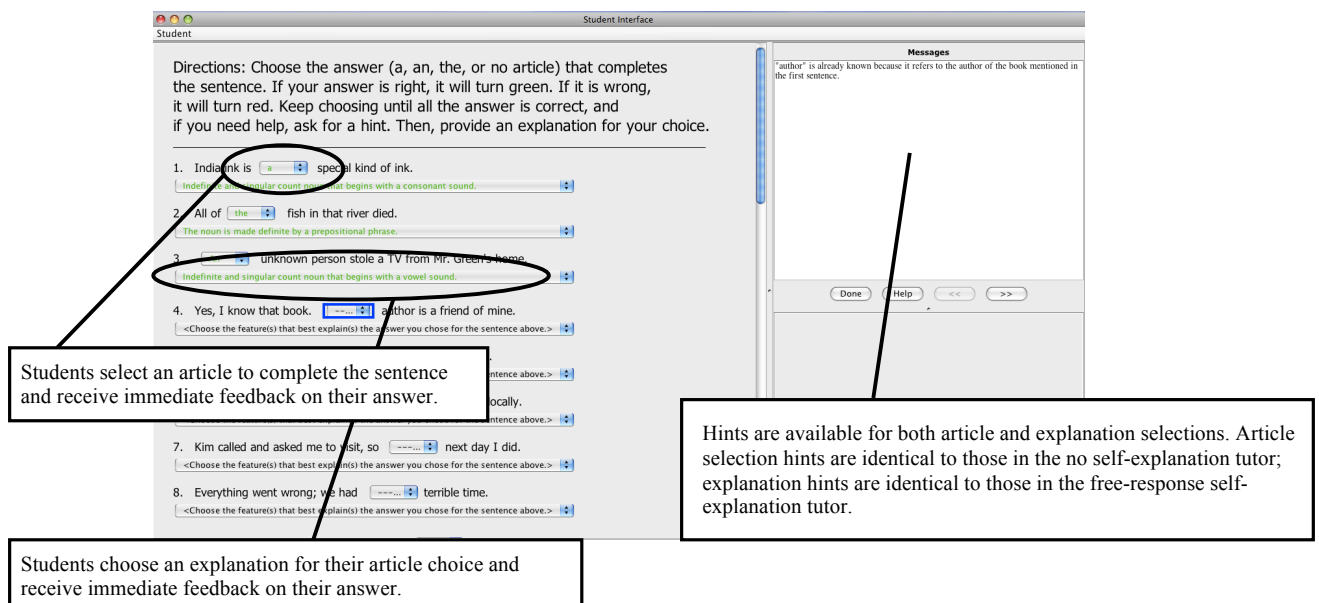 Student Interface
Student
Directions: Choose the answer (a, an, the, or no article) that completes
the sentence. If your answer is right, it will turn green. If it is wrong,
it will turn red. Keep choosing until all the answer is correct, and
if you need help, ask for a hint. Then, provide an explanation for your choice.
1. India ink is a special kind of ink.
Indefinite and singular count noun that begins with a consonant sound.
2. All of the fish in that river died.
The noun is made definite by a prepositional phrase.
3. unknown person stole a TV from Mr. Green's home.
Indefinite and singular count noun that begins with a vowel sound.
4. Yes, I know that book. --... author is a friend of mine.
<Choose the feature(s) that best explain(s) the answer you chose for the sentence above.>
ntence above.>
locally.
7. Kim called and asked me to visit, so ---... next day I did.
<Choose the feature(s) that best explain(s) the answer you chose for the sentence above.>
8. Everything went wrong; we had ---... terrible time.
<Choose the feature(s) that best explain(s) the answer you chose for the sentence above.>
Messages
"author" is already known because it refers to the author of the book mentioned in
the first sentence.
Done Help << >>
Students select an article to complete the sentence
and receive immediate feedback on their answer.
Hints are available for both article and explanation selections. Article
selection hints are identical to those in the no self-explanation tutor;
explanation hints are identical to those in the free-response self-
explanation tutor.
Students choose an explanation for their article choice and
receive immediate feedback on their answer.